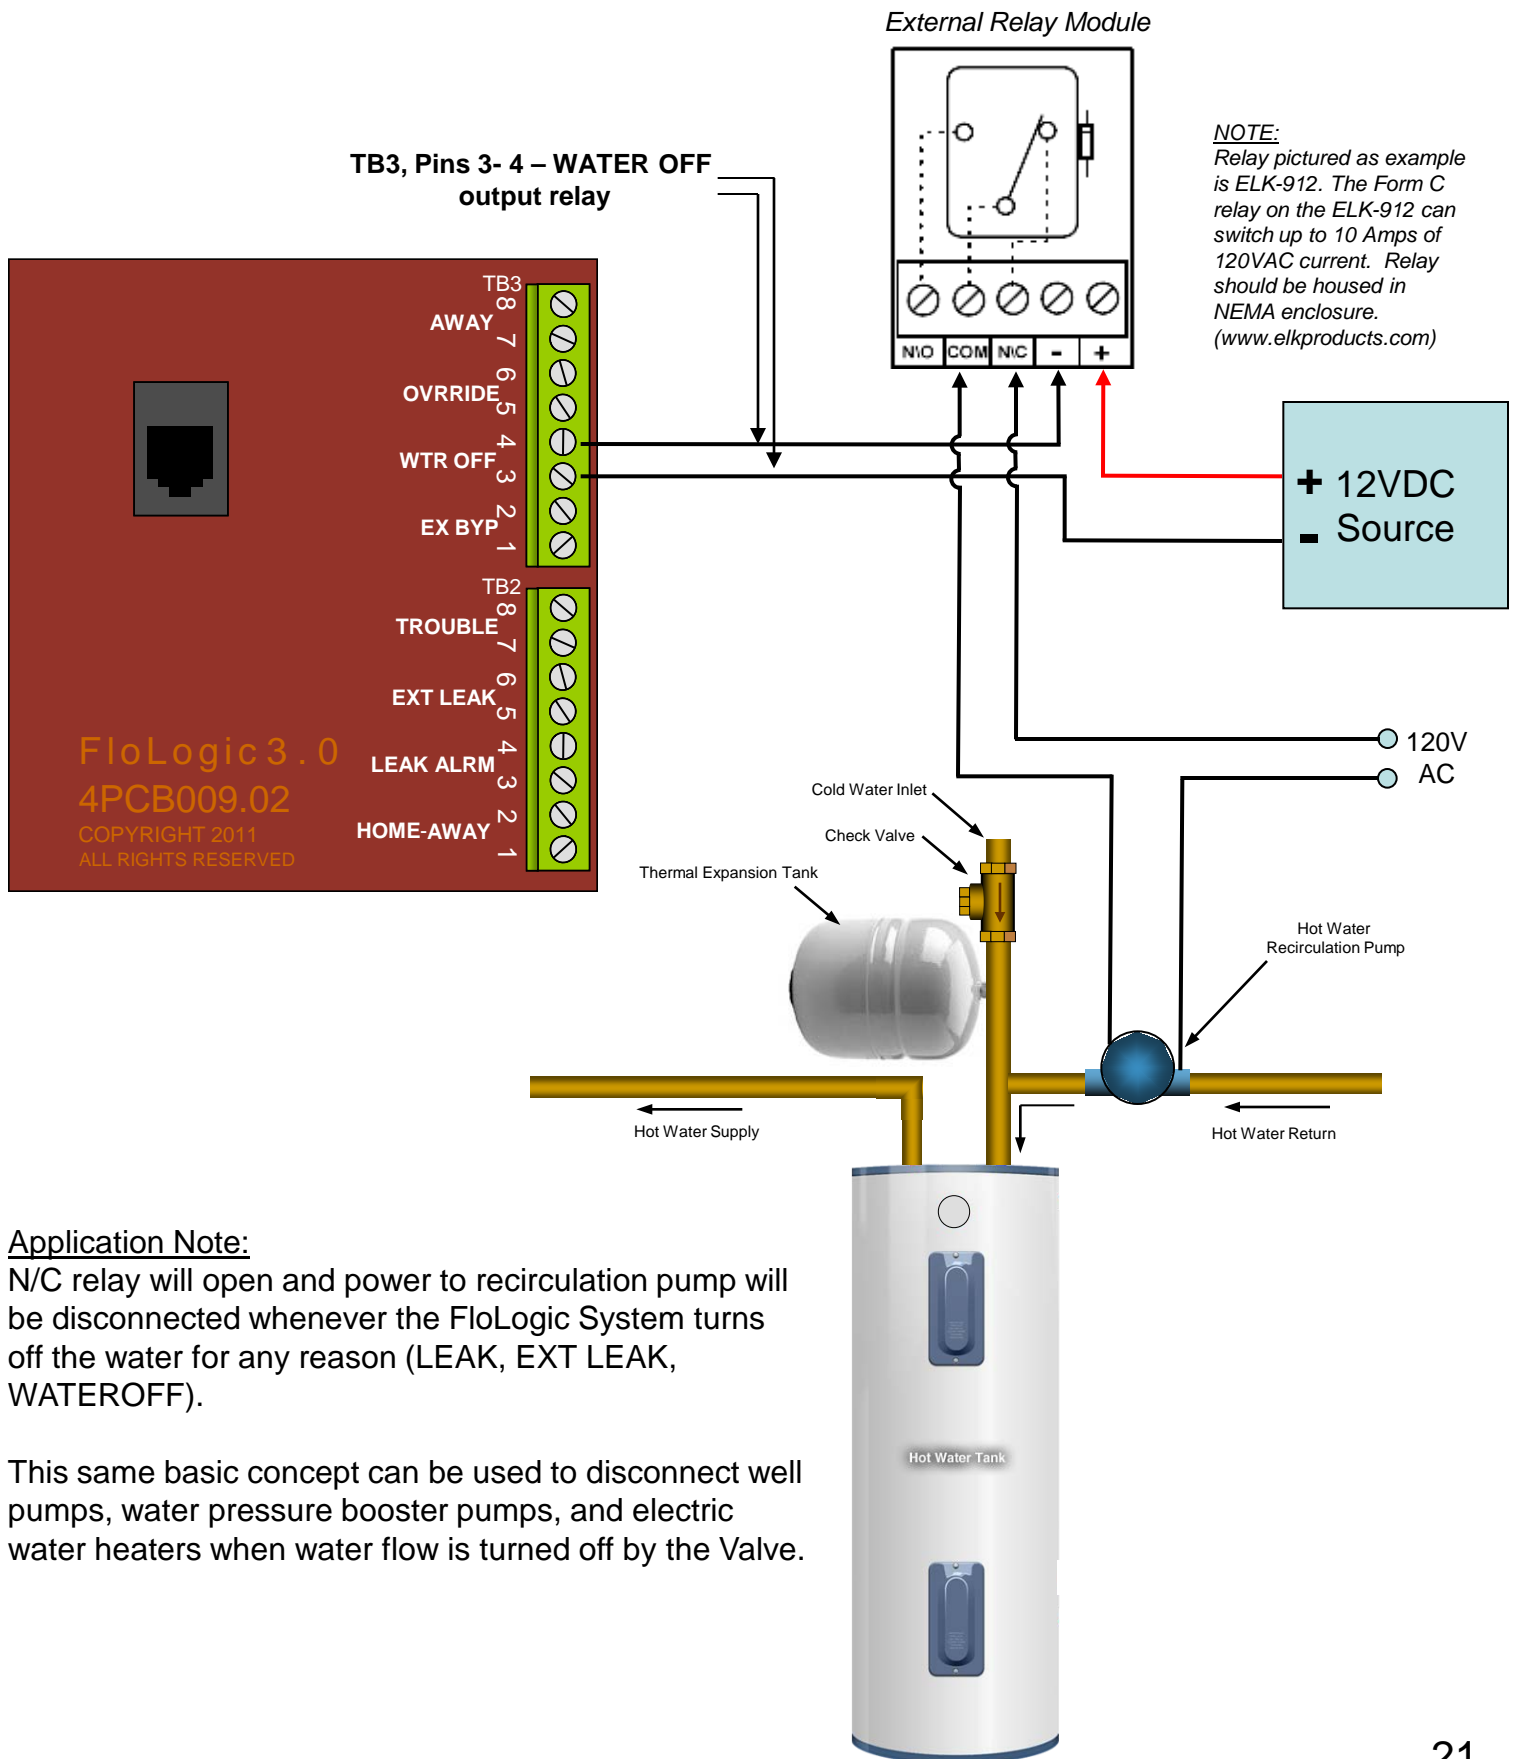 External Relay Module
NOTE:
Relay pictured as example
is ELK-912. The Form C
relay on the ELK-912 can
switch up to 10 Amps of
120VAC current. Relay
should be housed in
NEMA enclosure.
(www.elkproducts.com)
TB3, Pins 3- 4 – WATER OFF
output relay
N\O COM N\C - +
TB3
8
AWAY
7
6
OVRRIDE
5
4
WTR OFF
3
2
EX BYP
1
TB2
8
TROUBLE
7
6
EXT LEAK
5
4
LEAK ALRM
3
2
HOME-AWAY
1
FloLogic 3.0
4PCB009.02
COPYRIGHT 2011
ALL RIGHTS RESERVED
+ 12VDC
- Source
120V
AC
Cold Water Inlet
Check Valve
Thermal Expansion Tank
Hot Water
Recirculation Pump
Hot Water Supply
Hot Water Return
Hot Water Tank
Application Note:
N/C relay will open and power to recirculation pump will
be disconnected whenever the FloLogic System turns
off the water for any reason (LEAK, EXT LEAK,
WATEROFF).
This same basic concept can be used to disconnect well
pumps, water pressure booster pumps, and electric
water heaters when water flow is turned off by the Valve.
21